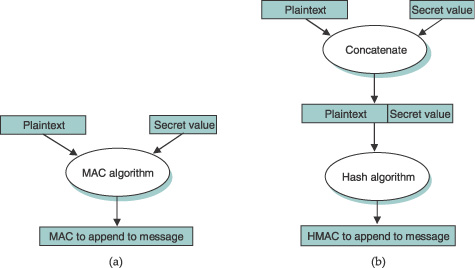 Plaintext
Secret value
MAC algorithm
MAC to append to message
(a)
Plaintext
Secret value
Concatenate
Plaintext
Secret value
Hash algorithm
HMAC to append to message
(b)